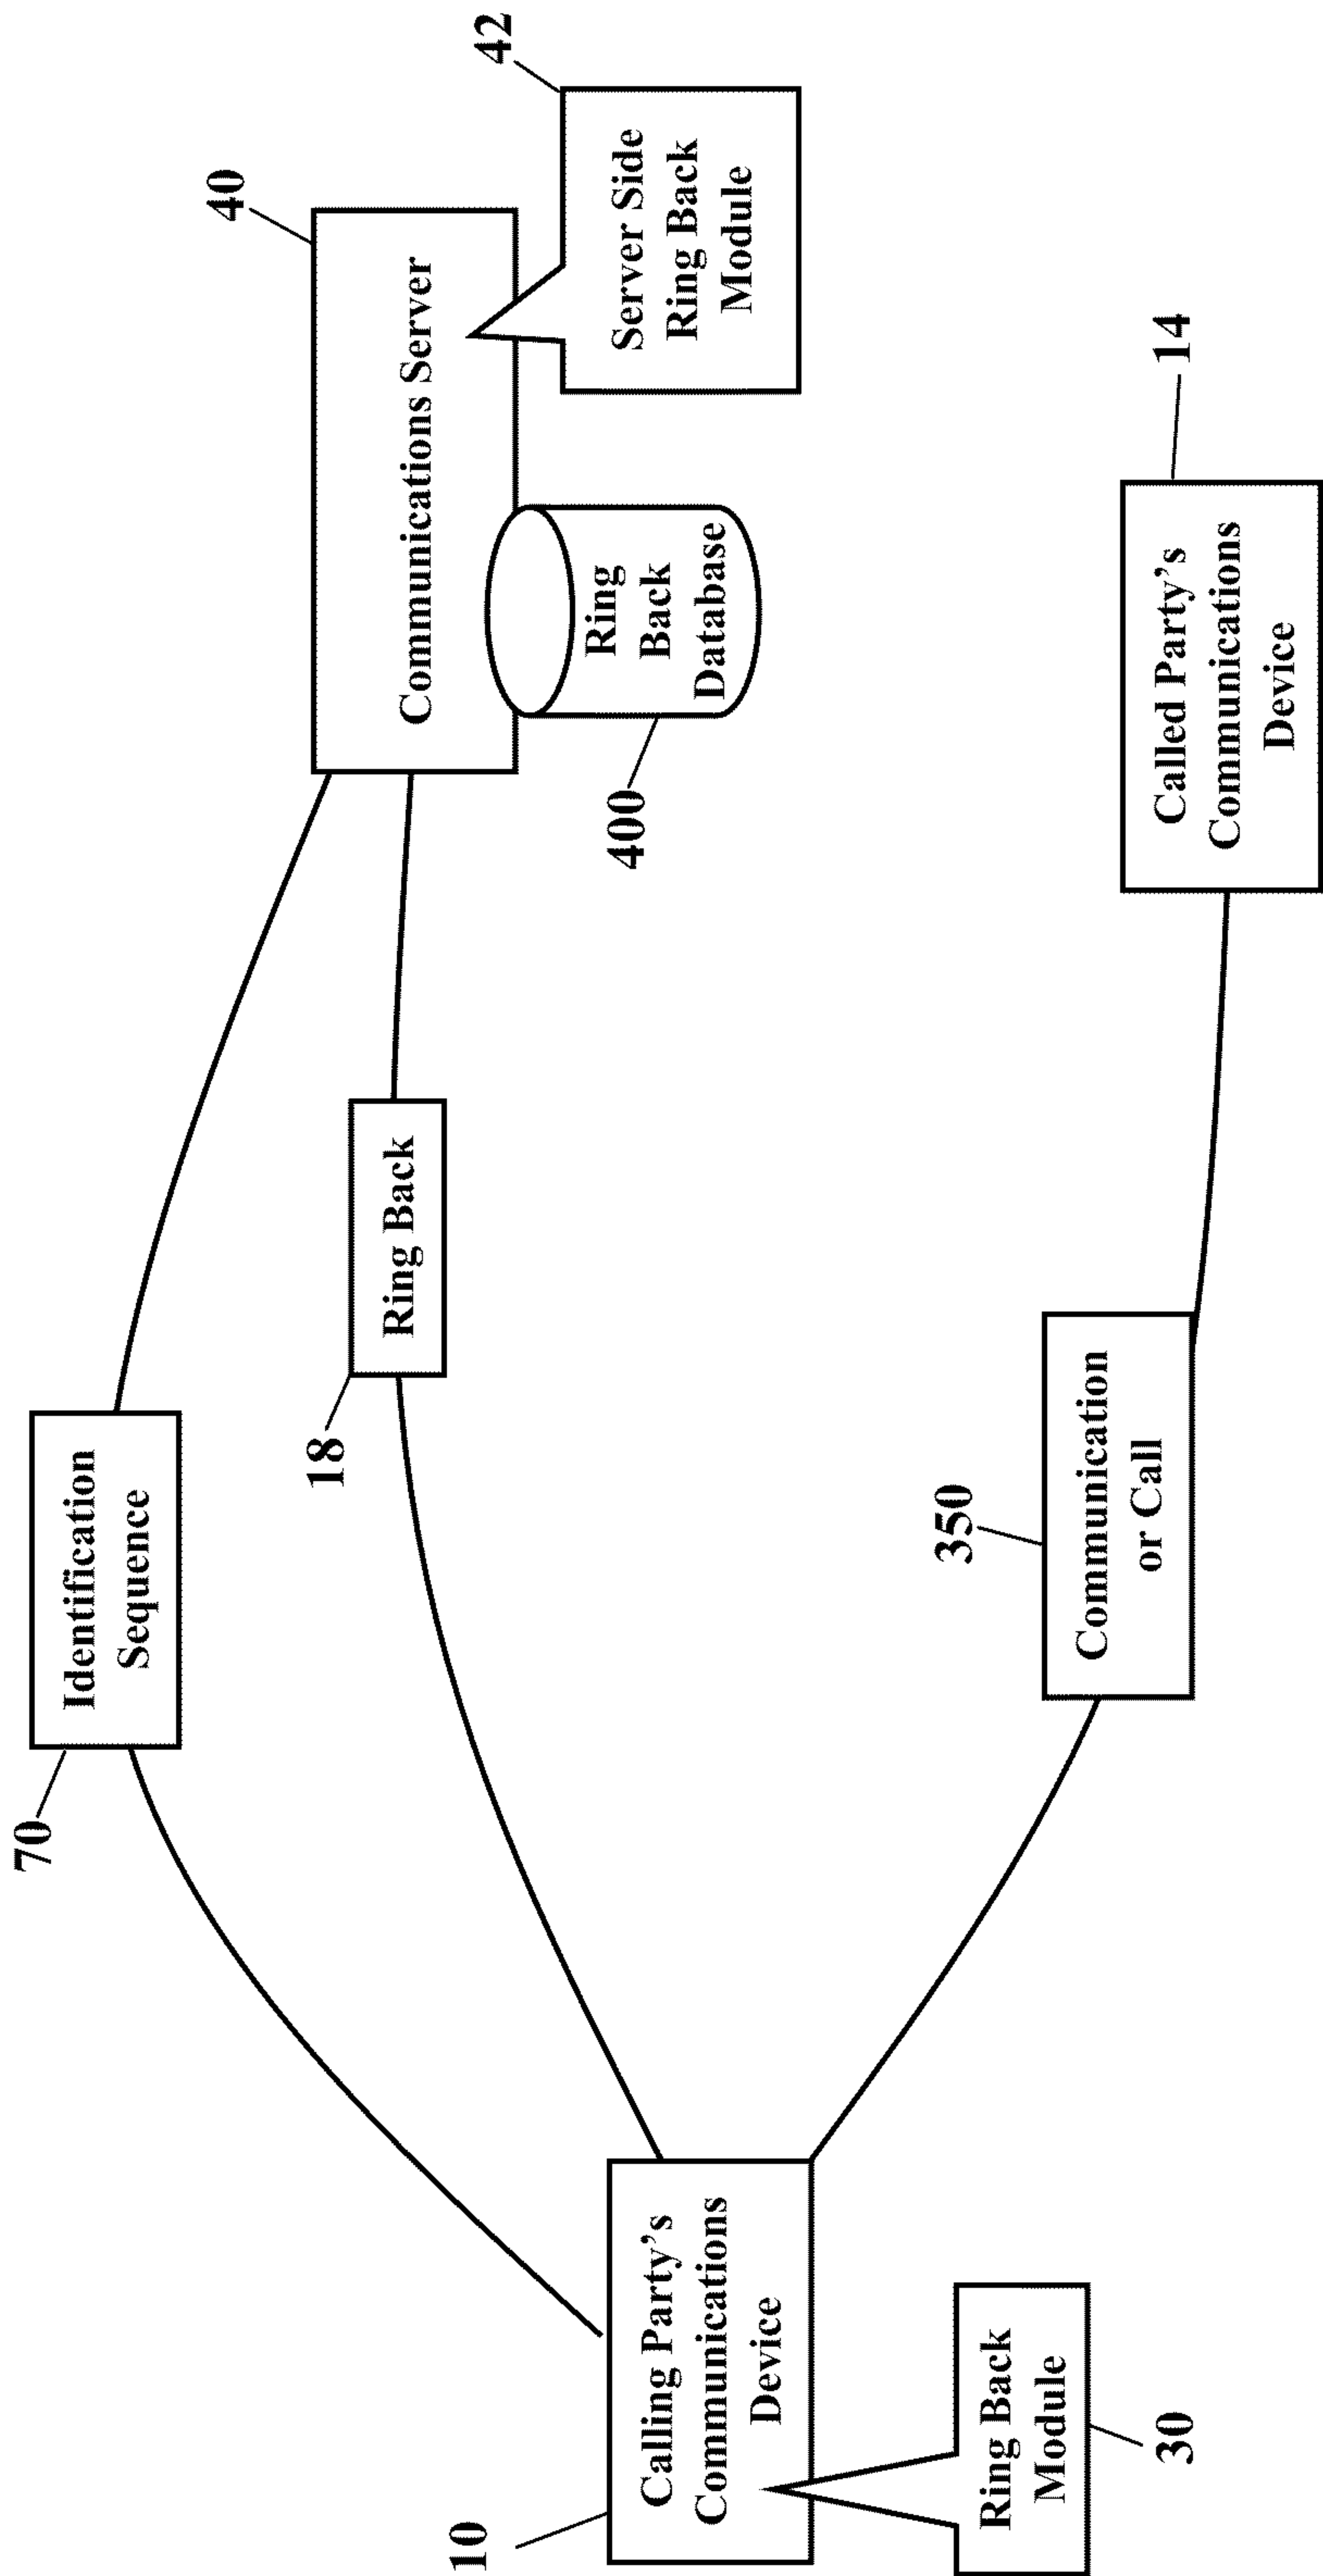 70
Identification
Sequence
40
Communications Server
42
Server Side
Ring Back
Module
18
Ring Back
400
Ring
Back
Database
10
Calling Party’s
Communications
Device
30
Ring Back
Module
350
Communication
or Call
14
Called Party’s
Communications
Device